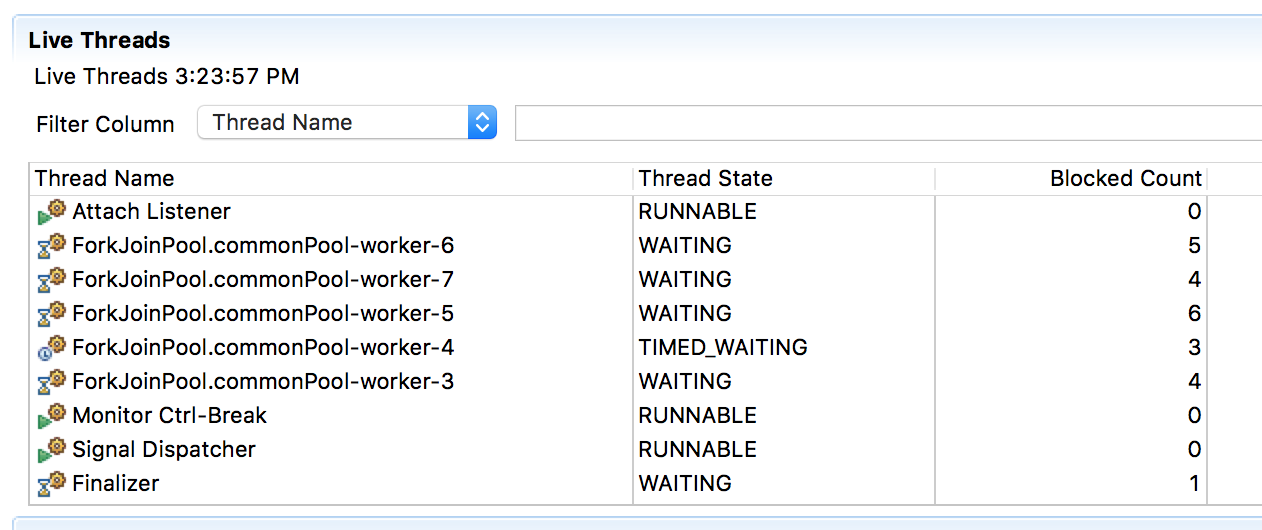 Live Threads
Live Threads 3:23:57 PM
Filter Column Thread Name
Thread Name Thread State Blocked Count
Attach Listener RUNNABLE 0
ForkJoinPool.commonPool-worker-6 WAITING 5
ForkJoinPool.commonPool-worker-7 WAITING 4
ForkJoinPool.commonPool-worker-5 WAITING 6
ForkJoinPool.commonPool-worker-4 TIMED_WAITING 3
ForkJoinPool.commonPool-worker-3 WAITING 4
Monitor Ctrl-Break RUNNABLE 0
Signal Dispatcher RUNNABLE 0
Finalizer WAITING 1